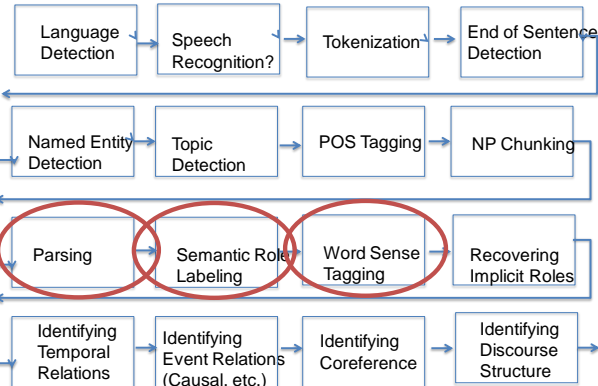 Language
Detection
Speech
Recognition?
Tokenization
End of Sentence
Detection
Named Entity
Detection
Topic
Detection
POS Tagging
NP Chunking
Parsing
Semantic Role
Labeling
Word Sense
Tagging
Recovering
Implicit Roles
Identifying
Temporal
Relations
Identifying
Event Relations
(Causal, etc.)
Identifying
Coreference
Identifying
Discourse
Structure